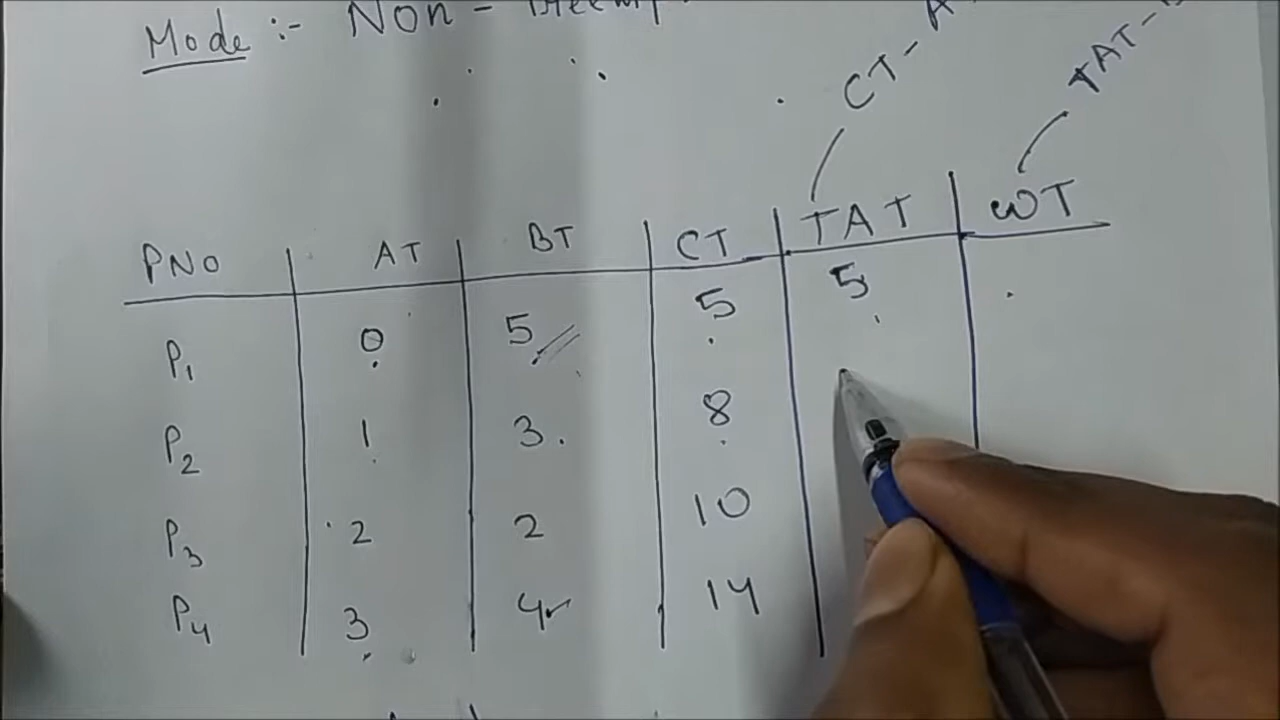 Mode :- Non -
CT -
TAT -
PNO AT BT CT TAT WT
P1 0 5 5 5
P2 1 3 8
P3 2 2 10
P4 3 4 14